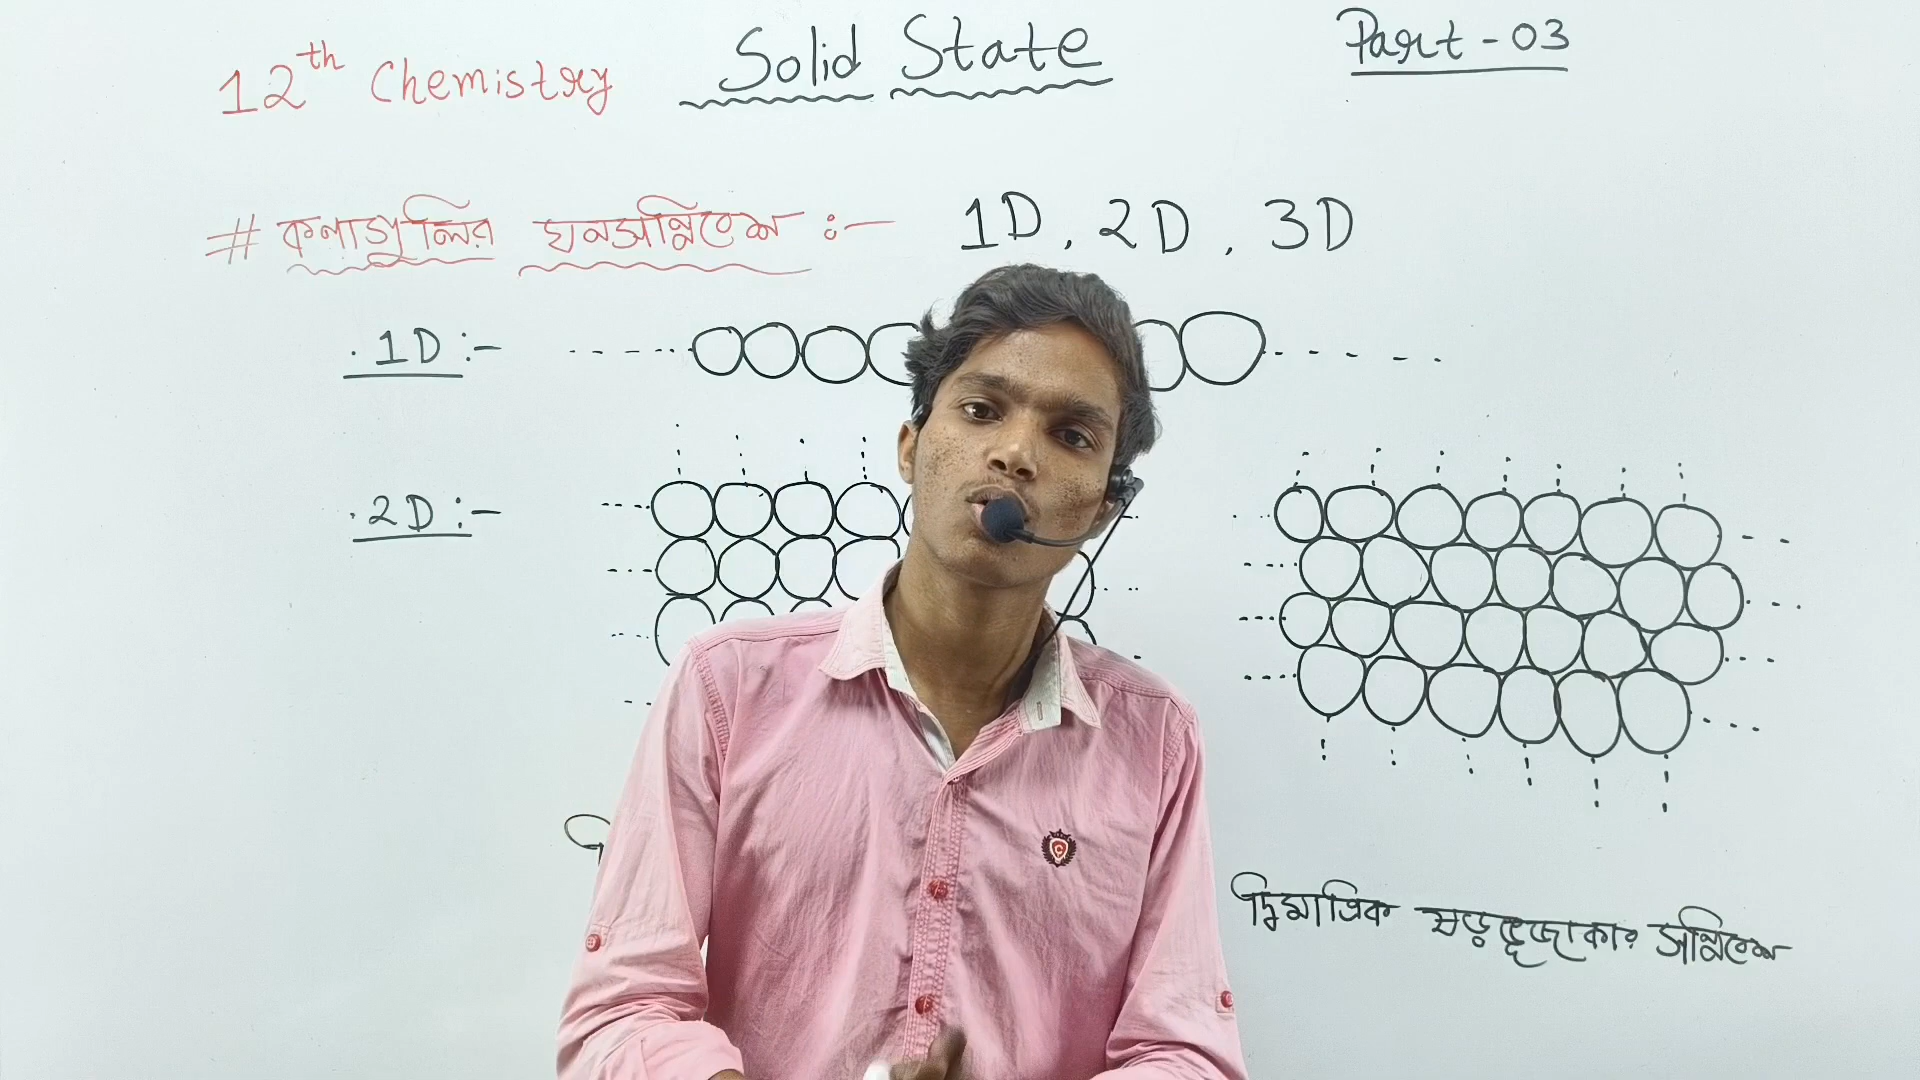 12th Chemistry Solid State Part-03
# কণাগুলির ঘনসন্নিবেশ :- 1D, 2D, 3D
. 1D :-
. 2D :-
দ্বিমাত্রিক ষড়ভূজাকার সন্নিবেশ